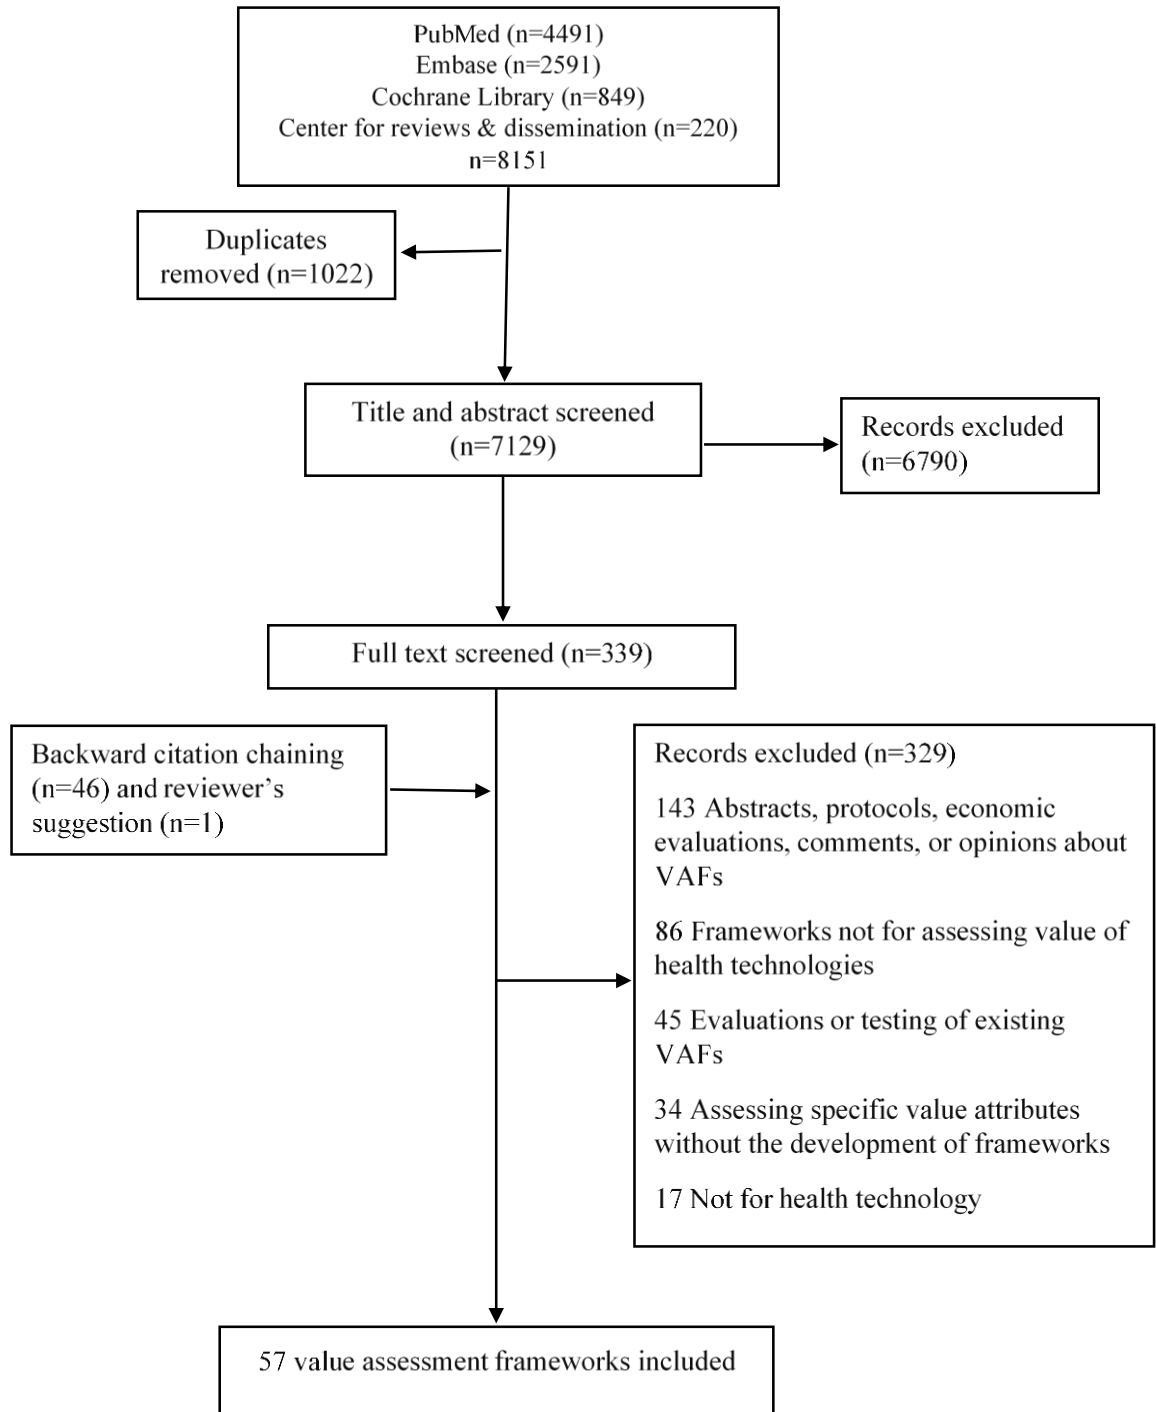 PubMed (n=4491)
Embase (n=2591)
Cochrane Library (n=849)
Center for reviews & dissemination (n=220)
n=8151
Duplicates
removed (n=1022)
Title and abstract screened
(n=7129)
Records excluded
(n=6790)
Full text screened (n=339)
Backward citation chaining
(n=46) and reviewer’s
suggestion (n=1)
Records excluded (n=329)
143 Abstracts, protocols, economic
evaluations, comments, or opinions about
VAFs
86 Frameworks not for assessing value of
health technologies
45 Evaluations or testing of existing
VAFs
34 Assessing specific value attributes
without the development of frameworks
17 Not for health technology
57 value assessment frameworks included